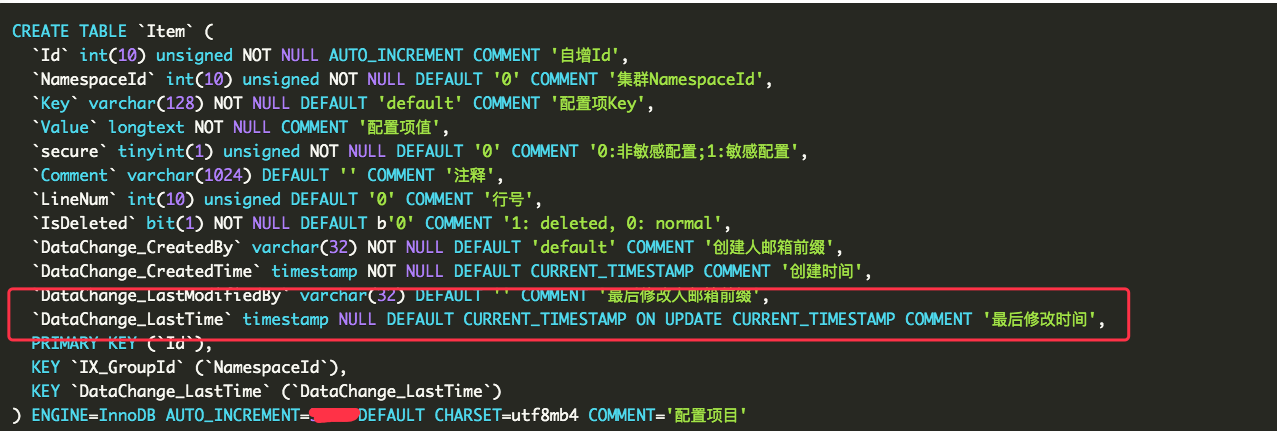 CREATE TABLE `Item` (
`Id` int(10) unsigned NOT NULL AUTO_INCREMENT COMMENT '自增Id',
`NamespaceId` int(10) unsigned NOT NULL DEFAULT '0' COMMENT '集群NamespaceId',
`Key` varchar(128) NOT NULL DEFAULT 'default' COMMENT '配置项Key',
`Value` longtext NOT NULL COMMENT '配置项值',
`secure` tinyint(1) unsigned NOT NULL DEFAULT '0' COMMENT '0:非敏感配置;1:敏感配置',
`Comment` varchar(1024) DEFAULT '' COMMENT '注释',
`LineNum` int(10) unsigned DEFAULT '0' COMMENT '行号',
`IsDeleted` bit(1) NOT NULL DEFAULT b'0' COMMENT '1: deleted, 0: normal',
`DataChange_CreatedBy` varchar(32) NOT NULL DEFAULT 'default' COMMENT '创建人邮箱前缀',
`DataChange_CreatedTime` timestamp NOT NULL DEFAULT CURRENT_TIMESTAMP COMMENT '创建时间',
`DataChange_LastModifiedBy` varchar(32) DEFAULT '' COMMENT '最后修改人邮箱前缀',
`DataChange_LastTime` timestamp NULL DEFAULT CURRENT_TIMESTAMP ON UPDATE CURRENT_TIMESTAMP COMMENT '最后修改时间',
PRIMARY KEY (`Id`),
KEY `IX_GroupId` (`NamespaceId`),
KEY `DataChange_LastTime` (`DataChange_LastTime`)
) ENGINE=InnoDB AUTO_INCREMENT= DEFAULT CHARSET=utf8mb4 COMMENT='配置项目'